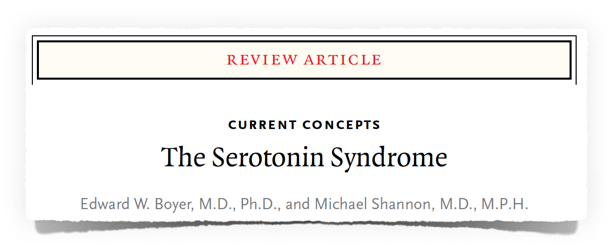 REVIEW ARTICLE
CURRENT CONCEPTS
The Serotonin Syndrome
Edward W. Boyer, M.D., Ph.D., and Michael Shannon, M.D., M.P.H.